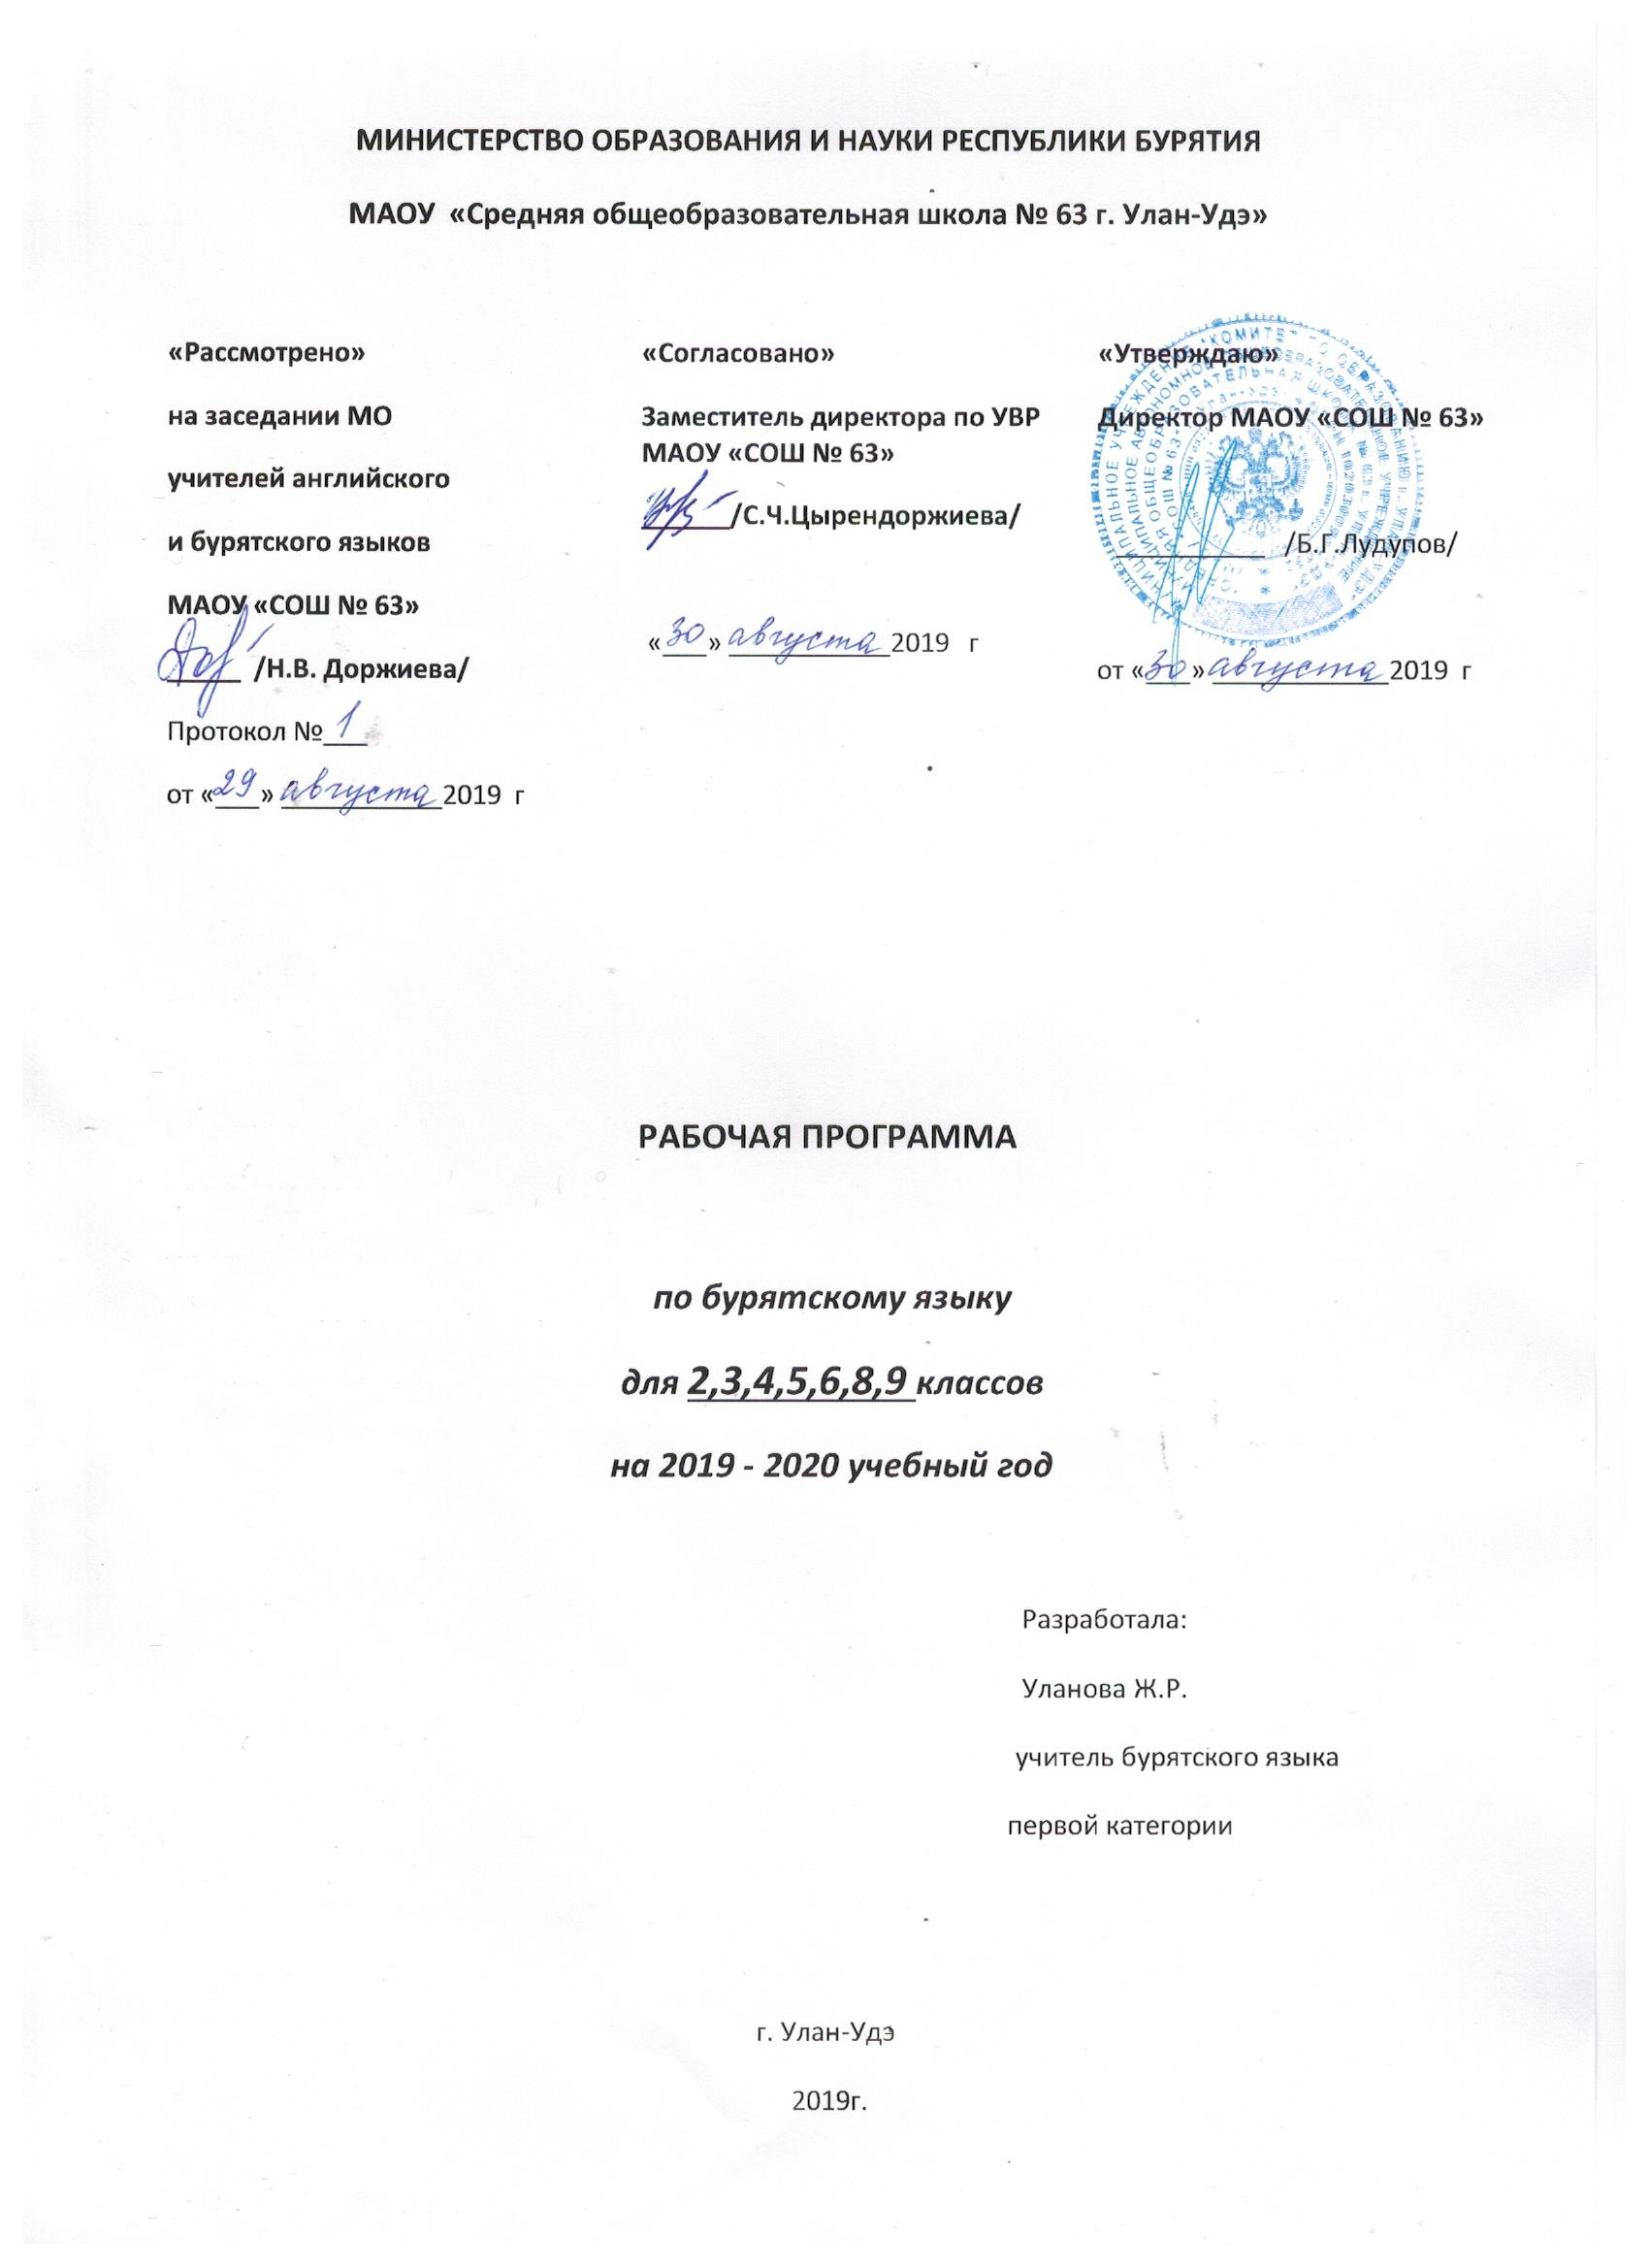 МИНИСТЕРСТВО ОБРАЗОВАНИЯ И НАУКИ РЕСПУБЛИКИ БУРЯТИЯ
МАОУ «Средняя общеобразовательная школа № 63 г. Улан-Удэ»
«Рассмотрено»
на заседании МО
учителей английского
и бурятского языков
МАОУ «СОШ № 63»
/Н.В. Доржиева/
Протокол № 1
от «29» августа 2019 г
«Согласовано»
Заместитель директора по УВР
МАОУ «СОШ № 63»
/С.Ч.Цырендоржиева/
«30» августа 2019 г
«Утверждаю»
Директор МАОУ «СОШ № 63»
/Б.Г.Лудупов/
от «30» августа 2019 г
РАБОЧАЯ ПРОГРАММА
по бурятскому языку
для 2,3,4,5,6,8,9 классов
на 2019 - 2020 учебный год
Разработала:
Уланова Ж.Р.
учитель бурятского языка
первой категории
г. Улан-Удэ
2019г.